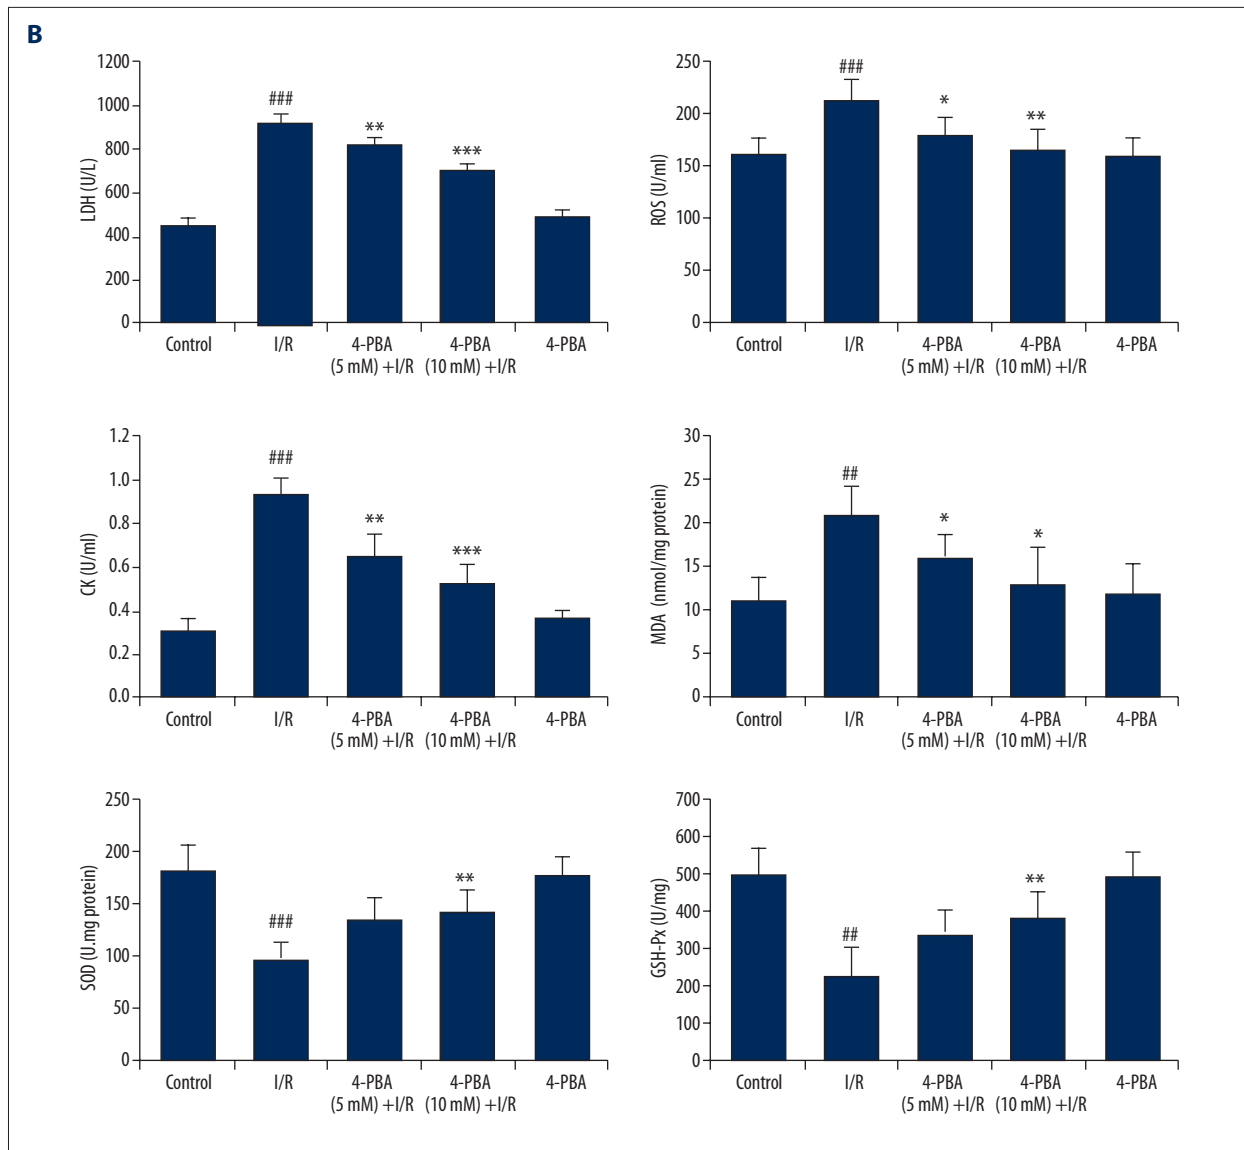 B
LDH (U/L)
1200
1000
800
600
400
200
0
###
**
***
Control
I/R
4-PBA
(5 mM) +I/R
4-PBA
(10 mM) +I/R
4-PBA
ROS (U/ml)
250
200
150
100
50
0
###
*
**
Control
I/R
4-PBA
(5 mM) +I/R
4-PBA
(10 mM) +I/R
4-PBA
CK (U/ml)
1.2
1.0
0.8
0.6
0.4
0.2
0.0
###
**
***
Control
I/R
4-PBA
(5 mM) +I/R
4-PBA
(10 mM) +I/R
4-PBA
MDA (nmol/mg protein)
30
25
20
15
10
5
0
##
*
*
Control
I/R
4-PBA
(5 mM) +I/R
4-PBA
(10 mM) +I/R
4-PBA
SOD (U.mg protein)
250
200
150
100
50
0
###
**
Control
I/R
4-PBA
(5 mM) +I/R
4-PBA
(10 mM) +I/R
4-PBA
GSH-Px (U/mg)
700
600
500
400
300
200
100
0
##
**
Control
I/R
4-PBA
(5 mM) +I/R
4-PBA
(10 mM) +I/R
4-PBA